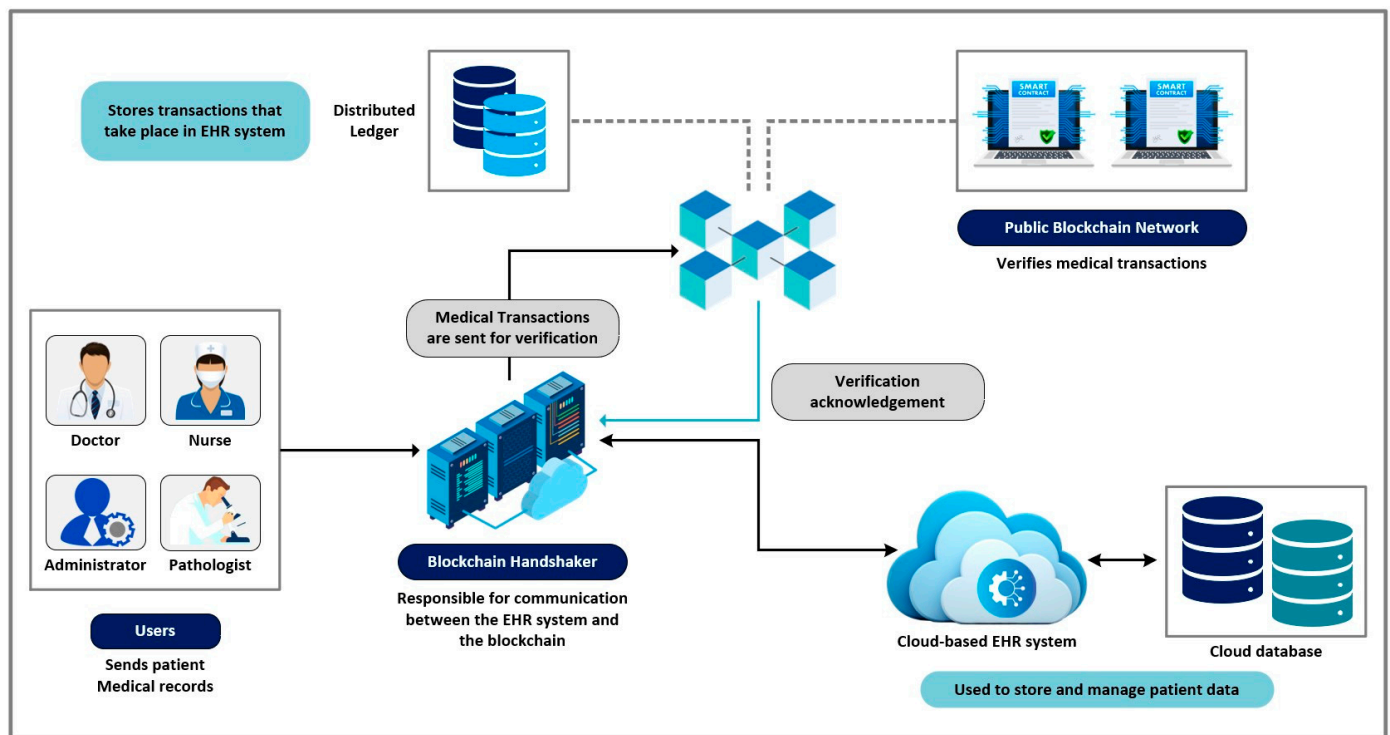 Stores transactions that
take place in EHR system
Distributed
Ledger
SMART
CONTRACT
SMART
CONTRACT
Public Blockchain Network
Verifies medical transactions
Medical Transactions
are sent for verification
Verification
acknowledgement
Doctor
Nurse
Administrator
Pathologist
Users
Sends patient
Medical records
Blockchain Handshaker
Responsible for communication
between the EHR system and
the blockchain
Cloud-based EHR system
Cloud database
Used to store and manage patient data